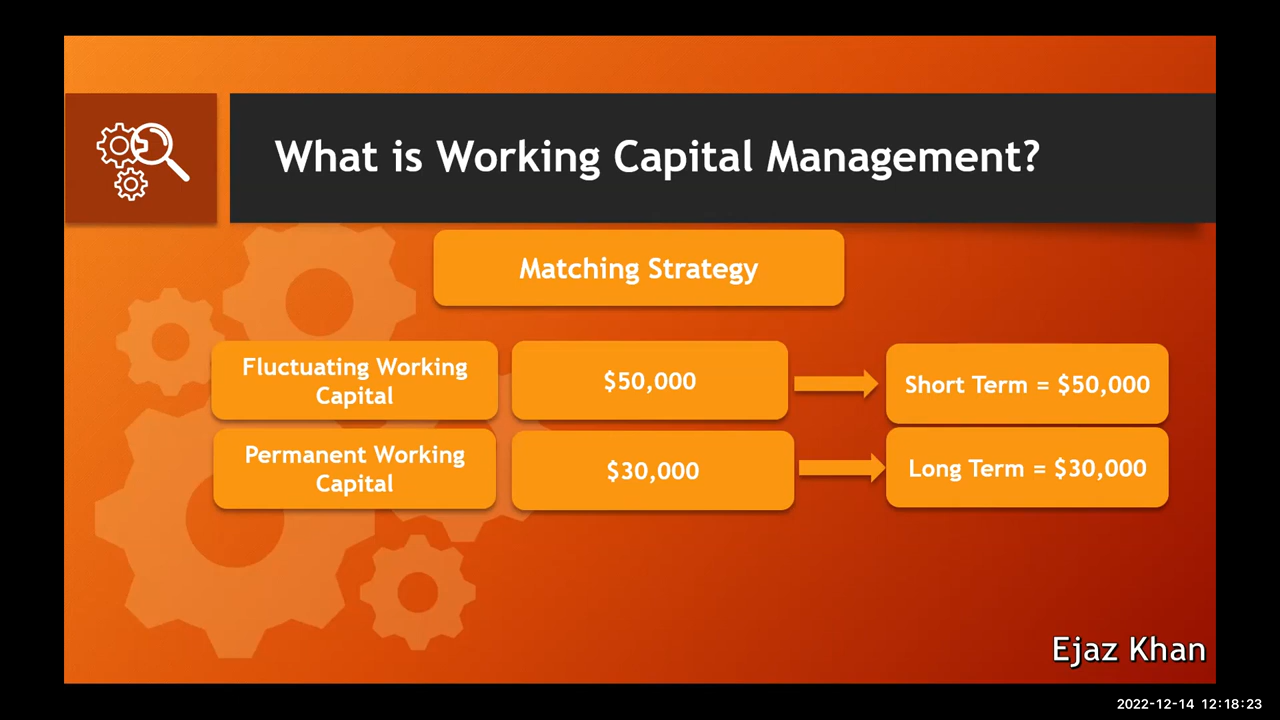 What is Working Capital Management?
Matching Strategy
Fluctuating Working
Capital
$50,000
Short Term = $50,000
Permanent Working
Capital
$30,000
Long Term = $30,000
Ejaz Khan
2022-12-14 12:18:23